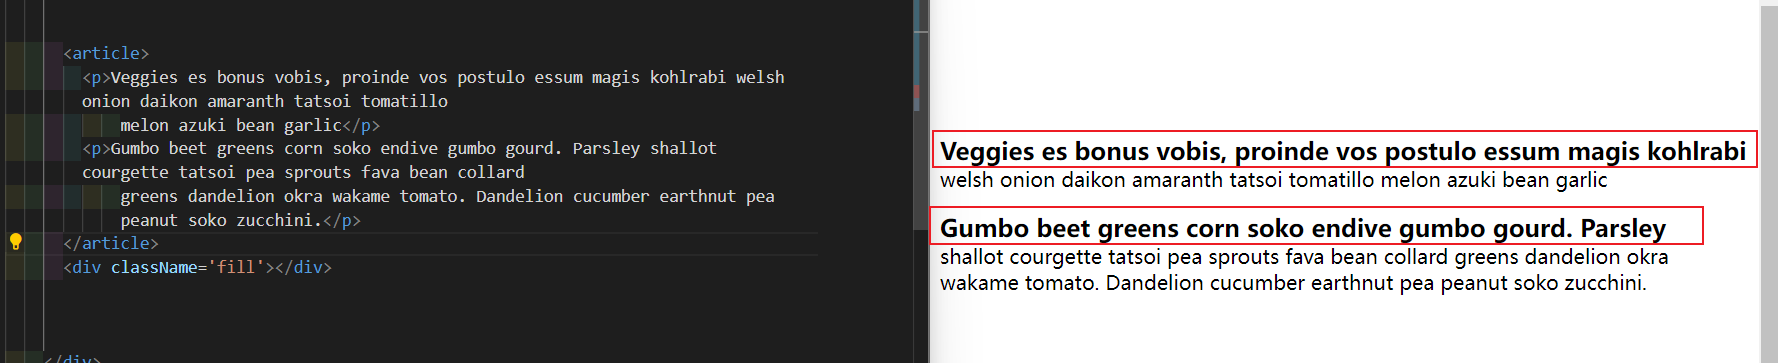 <article>
<p>Veggies es bonus vobis, proinde vos postulo essum magis kohlrabi welsh
onion daikon amaranth tatsoi tomatillo
melon azuki bean garlic</p>
<p>Gumbo beet greens corn soko endive gumbo gourd. Parsley shallot
courgette tatsoi pea sprouts fava bean collard
greens dandelion okra wakame tomato. Dandelion cucumber earthnut pea
peanut soko zucchini.</p>
</article>
<div className='fill'></div>
</div>
Veggies es bonus vobis, proinde vos postulo essum magis kohlrabi
welsh onion daikon amaranth tatsoi tomatillo melon azuki bean garlic
Gumbo beet greens corn soko endive gumbo gourd. Parsley
shallot courgette tatsoi pea sprouts fava bean collard greens dandelion okra
wakame tomato. Dandelion cucumber earthnut pea peanut soko zucchini.